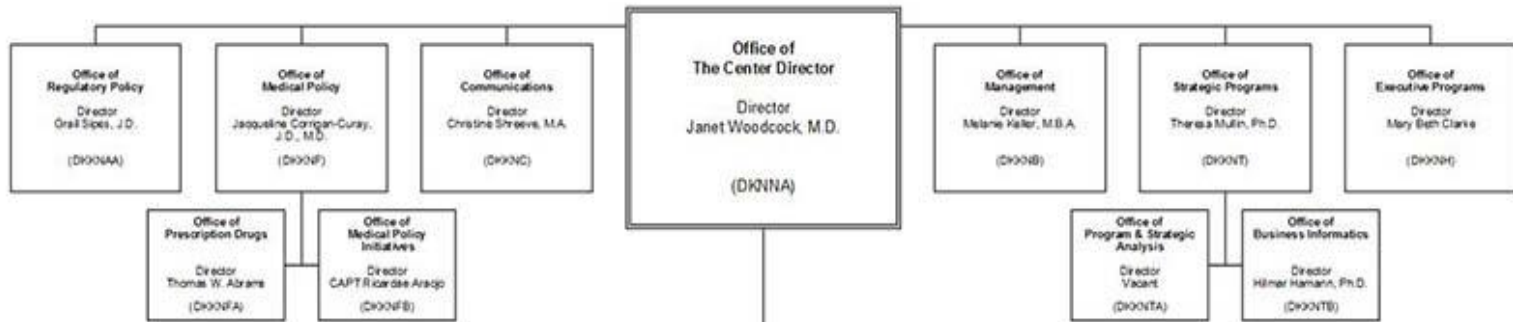 Office of
Regulatory Policy
Director
Grail Sipes, J.D.
(DKKNAA)
Office of
Medical Policy
Director
Jacqueline Corrigan-Curay,
J.D., M.D.
(DKKNF)
Office of
Communications
Director
Christine Shreeve, M.A.
(DKKNC)
Office of
The Center Director
Director
Janet Woodcock, M.D.
(DKNNA)
Office of
Management
Director
Melanie Keller, M.B.A.
(DKKNB)
Office of
Strategic Programs
Director
Theresa Mullin, Ph.D.
(DKKNT)
Office of
Executive Programs
Director
Mary Beth Clarke
(DKKNH)
Office of
Prescription Drugs
Director
Thomas W. Abrams
(DKKNFA)
Office of
Medical Policy
Initiatives
Director
CAPT Ricardae Araojo
(DKKNFB)
Office of
Program & Strategic
Analysis
Director
Vacant
(DKKNTA)
Office of
Business Informatics
Director
Hilmar Hamann, Ph.D.
(DKKNTB)